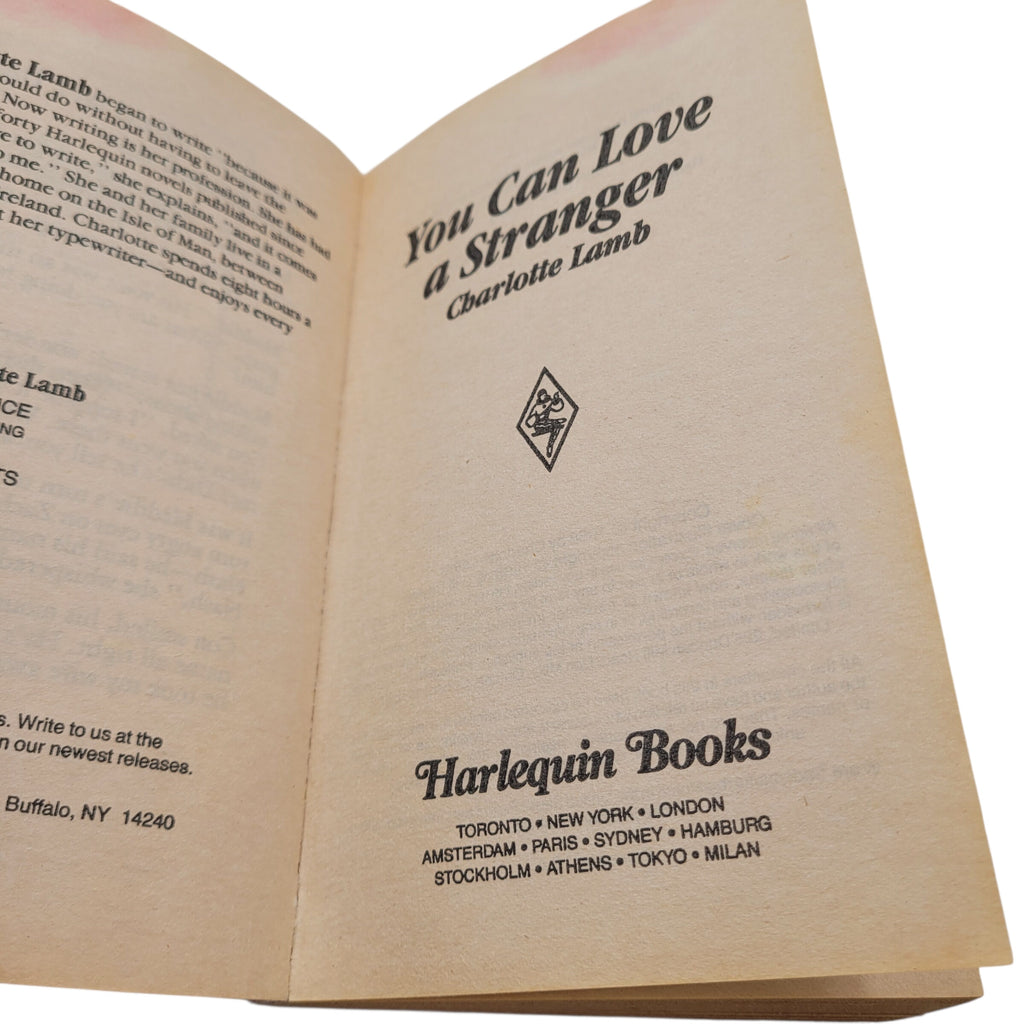 te Lamb began to write "because it was
ould do without having to leave the
Now writing is her profession. She has had
forty Harlequin novels published since
e to write," she explains, "and it comes
o me." She and her family live in a
home on the Isle of Man, between
reland. Charlotte spends eight hours a
t her typewriter—and enjoys every
te Lamb
CE
NG
TS
s. Write to us at the
n our newest releases.
Buffalo, NY 14240
You Can Love
a Stranger
Charlotte Lamb
Harlequin Books
TORONTO • NEW YORK • LONDON
AMSTERDAM • PARIS • SYDNEY • HAMBURG
STOCKHOLM • ATHENS • TOKYO • MILAN